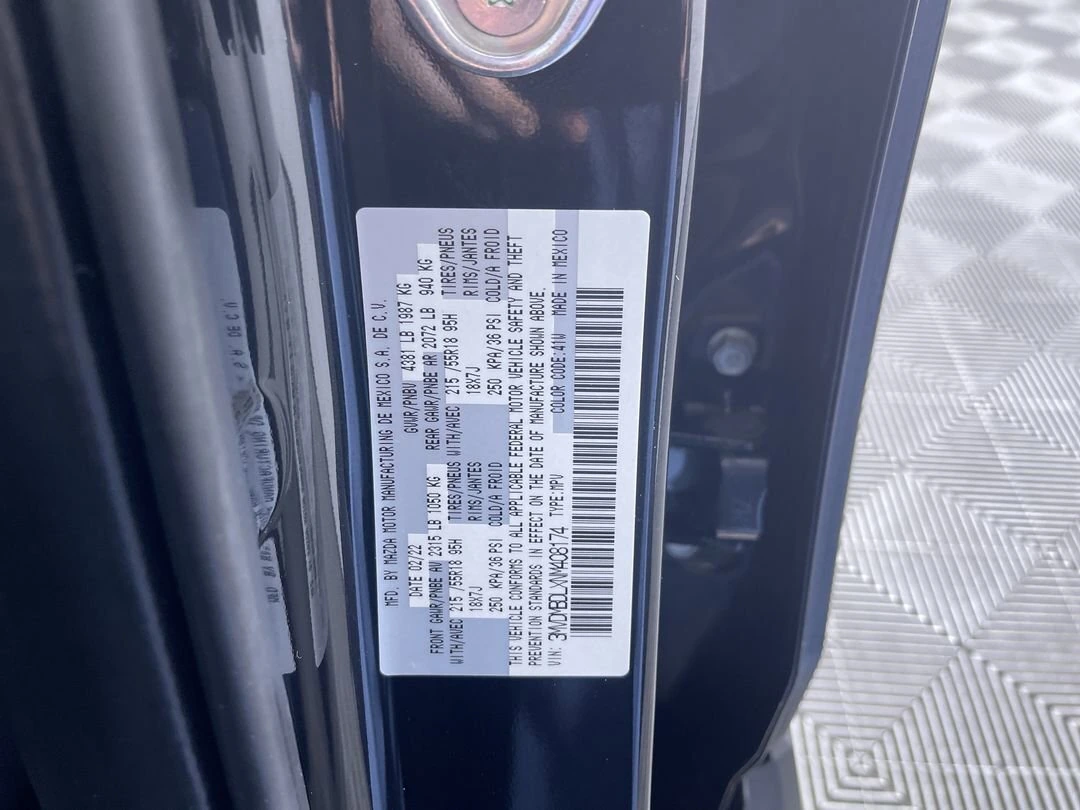 MFD. BY MAZDA MOTOR MANUFACTURING DE MEXICO S.A. DE C.V.
DATE 02/22 GVWR/PNBV 4381 LB 1987 KG
FRONT GAWR/PNBE AV 2315 LB 1050 KG REAR GAWR/PNBE AR 2072 LB 940 KG
WITH/AVEC 215 /55R18 95H TIRES/PNEUS WITH/AVEC 215 /55R18 95H TIRES/PNEUS
18X7J RIMS/JANTES 18X7J RIMS/JANTES
250 KPA/36 PSI COLD/A FROID 250 KPA/36 PSI COLD/A FROID
THIS VEHICLE CONFORMS TO ALL APPLICABLE FEDERAL MOTOR VEHICLE SAFETY AND THEFT
PREVENTION STANDARDS IN EFFECT ON THE DATE OF MANUFACTURE SHOWN ABOVE.
VIN: 3MVDMBDLXNM408174 TYPE:MPV COLOR CODE:41W MADE IN MEXICO